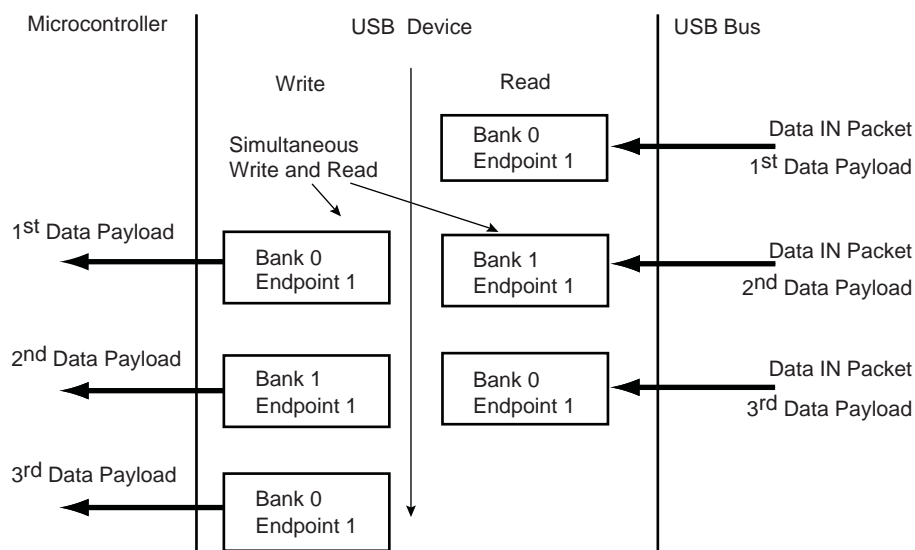 Microcontroller USB Device USB Bus
Write Read
Bank 0
Endpoint 1
Data IN Packet
1st Data Payload
Simultaneous
Write and Read
1st Data Payload
Bank 0
Endpoint 1
Bank 1
Endpoint 1
Data IN Packet
2nd Data Payload
2nd Data Payload
Bank 1
Endpoint 1
Bank 0
Endpoint 1
Data IN Packet
3rd Data Payload
3rd Data Payload
Bank 0
Endpoint 1